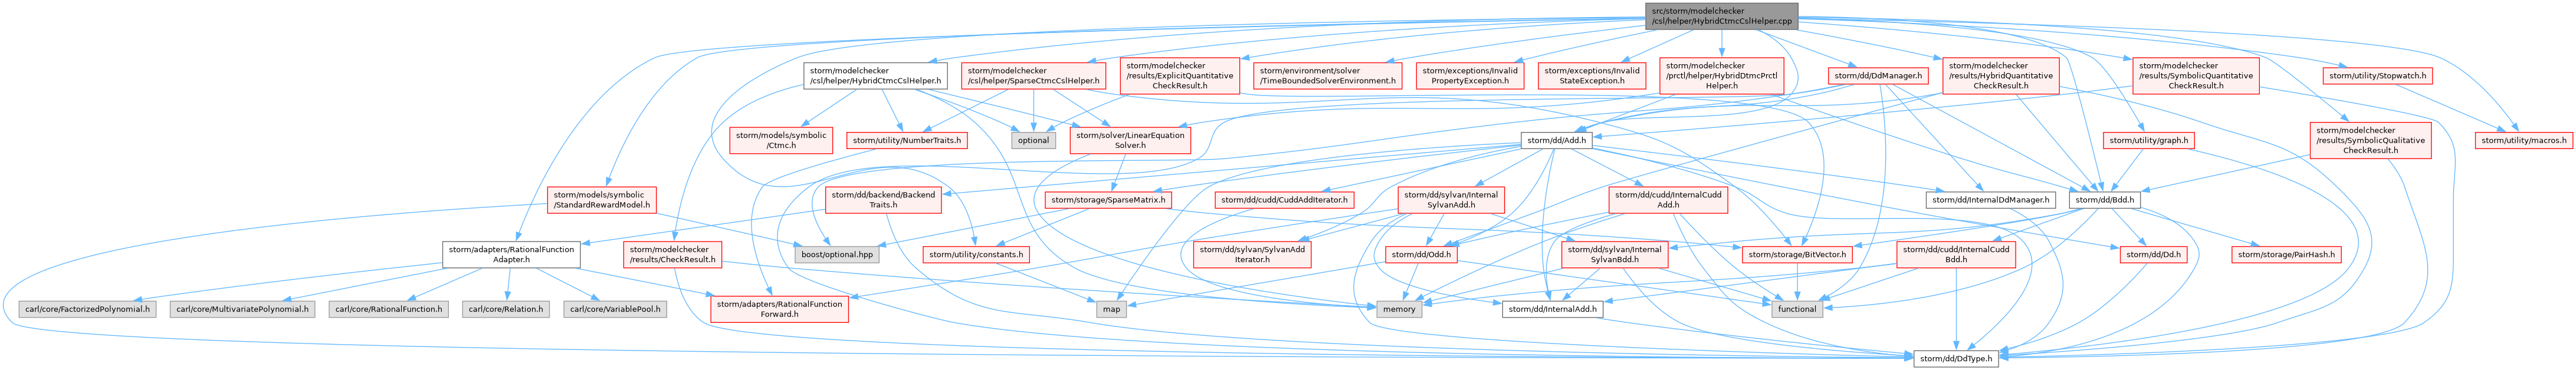 src/storm/modelchecker
/csl/helper/HybridCtmcCslHelper.cpp
storm/modelchecker
/csl/helper/HybridCtmcCslHelper.h
storm/modelchecker
/csl/helper/SparseCtmcCslHelper.h
storm/modelchecker
/results/ExplicitQuantitative
CheckResult.h
storm/environment/solver
/TimeBoundedSolverEnvironment.h
storm/exceptions/Invalid
PropertyException.h
storm/exceptions/Invalid
StateException.h
storm/modelchecker
/prctl/helper/HybridDtmcPrctl
Helper.h
storm/dd/DdManager.h
storm/modelchecker
/results/HybridQuantitative
CheckResult.h
storm/modelchecker
/results/SymbolicQuantitative
CheckResult.h
storm/utility/Stopwatch.h
storm/models/symbolic
/Ctmc.h
storm/utility/NumberTraits.h
optional
storm/solver/LinearEquation
Solver.h
storm/dd/Add.h
storm/utility/graph.h
storm/modelchecker
/results/SymbolicQualitative
CheckResult.h
storm/utility/macros.h
storm/models/symbolic
/StandardRewardModel.h
storm/dd/backend/Backend
Traits.h
storm/storage/SparseMatrix.h
storm/dd/cudd/CuddAddIterator.h
storm/dd/sylvan/Internal
SylvanAdd.h
storm/dd/cudd/InternalCudd
Add.h
storm/dd/InternalDdManager.h
storm/dd/Bdd.h
storm/adapters/RationalFunction
Adapter.h
storm/modelchecker
/results/CheckResult.h
boost/optional.hpp
storm/utility/constants.h
storm/dd/sylvan/SylvanAdd
Iterator.h
storm/dd/Odd.h
storm/dd/sylvan/Internal
SylvanBdd.h
storm/storage/BitVector.h
storm/dd/cudd/InternalCudd
Bdd.h
storm/dd/Dd.h
storm/storage/PairHash.h
carl/core/FactorizedPolynomial.h
carl/core/MultivariatePolynomial.h
carl/core/RationalFunction.h
carl/core/Relation.h
carl/core/VariablePool.h
storm/adapters/RationalFunction
Forward.h
map
memory
storm/dd/InternalAdd.h
functional
storm/dd/DdType.h